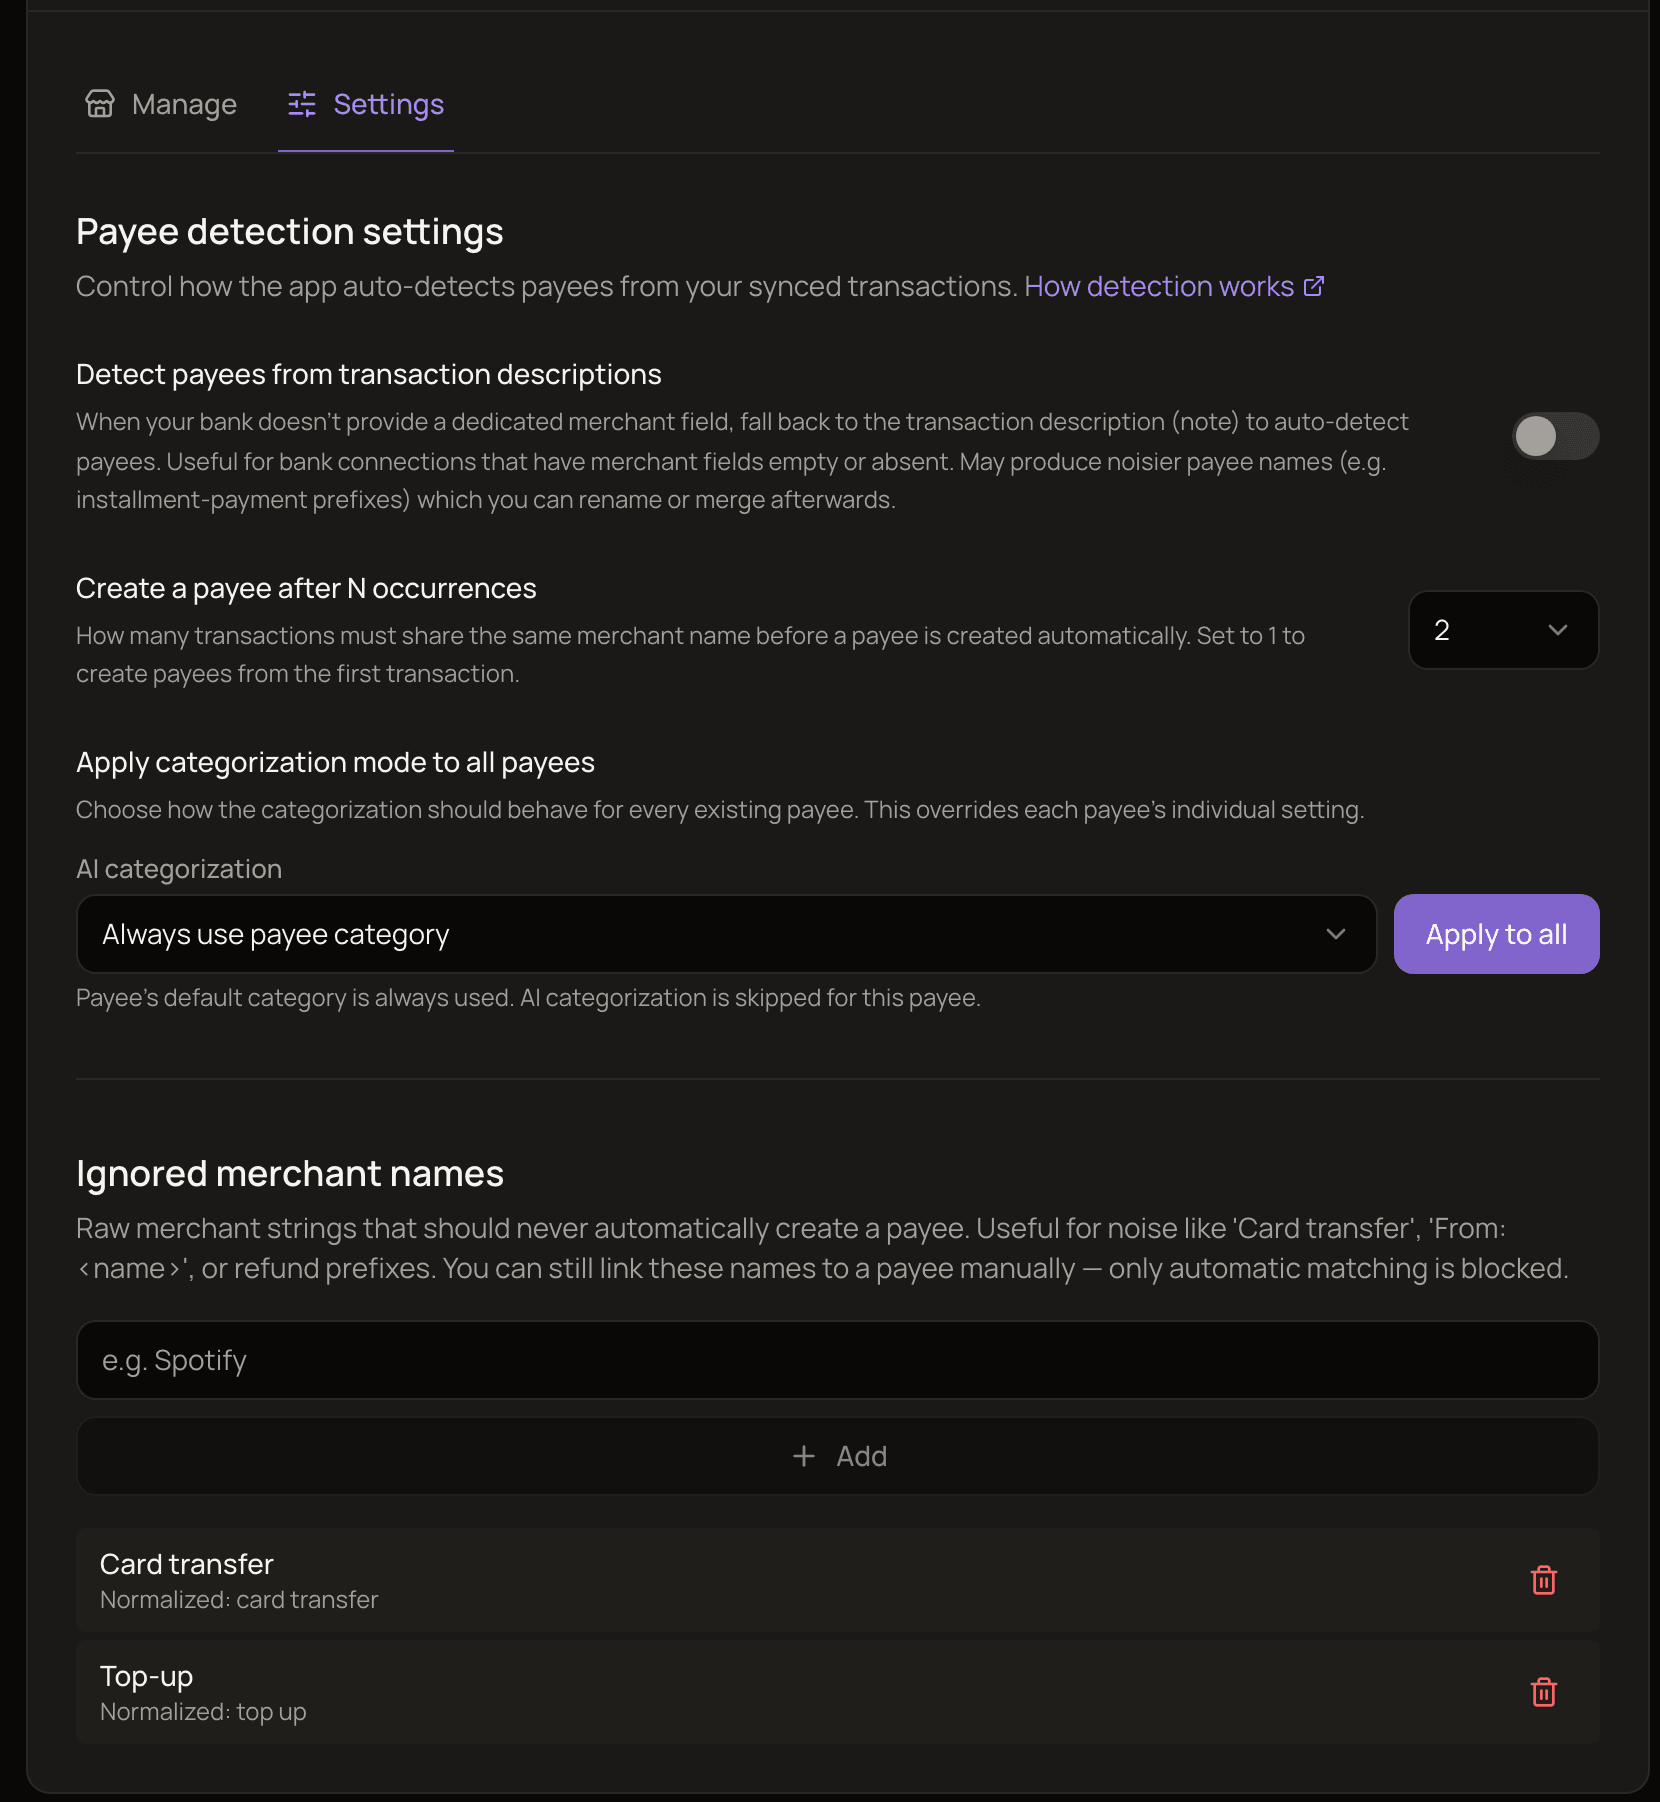 Manage
Settings
Payee detection settings
Control how the app auto-detects payees from your synced transactions. How detection works
Detect payees from transaction descriptions
When your bank doesn't provide a dedicated merchant field, fall back to the transaction description (note) to auto-detect
payees. Useful for bank connections that have merchant fields empty or absent. May produce noisier payee names (e.g.
installment-payment prefixes) which you can rename or merge afterwards.
Create a payee after N occurrences
How many transactions must share the same merchant name before a payee is created automatically. Set to 1 to
create payees from the first transaction.
2
Apply categorization mode to all payees
Choose how the categorization should behave for every existing payee. This overrides each payee's individual setting.
AI categorization
Always use payee category
Apply to all
Payee's default category is always used. AI categorization is skipped for this payee.
Ignored merchant names
Raw merchant strings that should never automatically create a payee. Useful for noise like 'Card transfer', 'From:
<name>', or refund prefixes. You can still link these names to a payee manually — only automatic matching is blocked.
e.g. Spotify
+ Add
Card transfer
Normalized: card transfer
Top-up
Normalized: top up